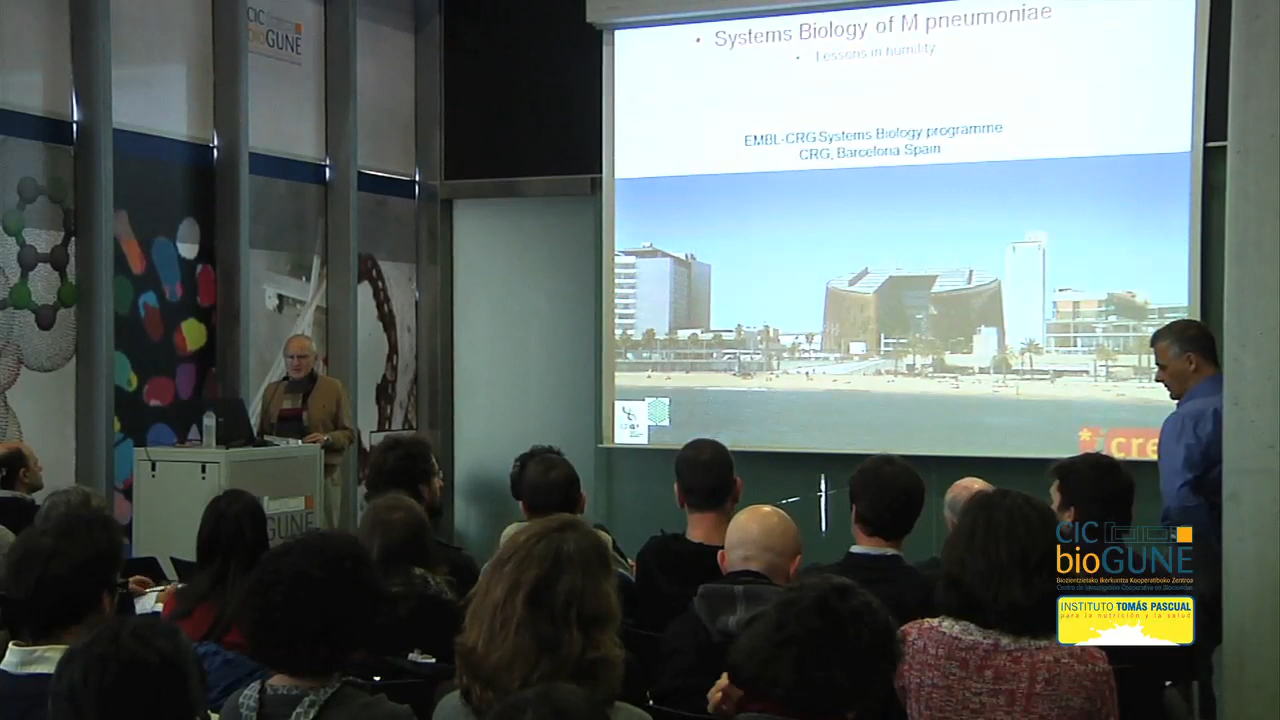 CIC
bioGUNE
• Systems Biology of M pneumoniae
• Lessons in humility
EMBL-CRG Systems Biology programme
CRG, Barcelona Spain
*icre
GUNE
CIC
bioGUNE
Biozientzietako Ikerkuntza Kooperatiboko Zentroa
Centro de Investigación Cooperativa en Biociencias
INSTITUTO TOMÁS PASCUAL
para la nutrición y la salud